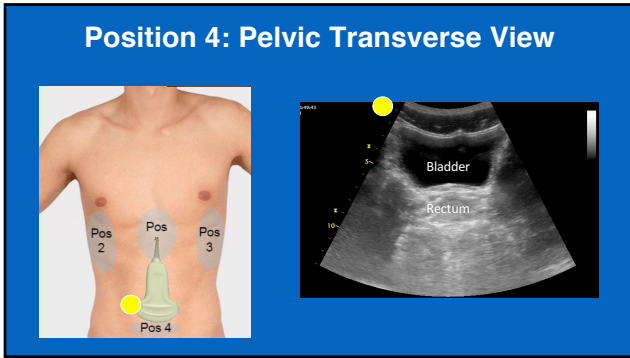 Position 4: Pelvic Transverse View
Pos
2
Pos
Pos
3
Pos 4
5
10
Bladder
Rectum